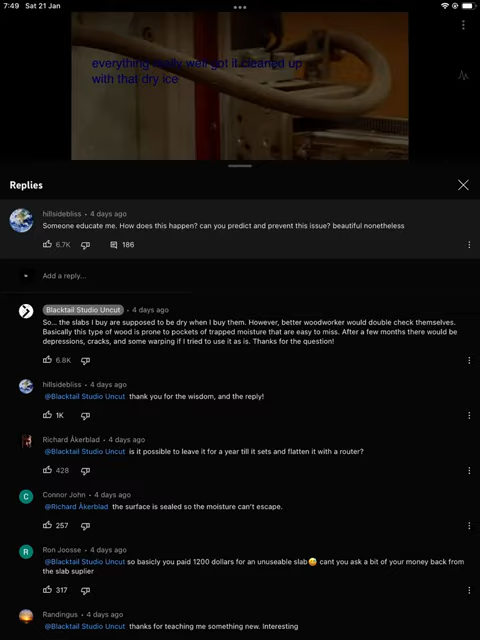 7:49 Sat 21 Jan
everything really well got it cleaned up
with that dry ice
Replies
hillsidebliss • 4 days ago
Someone educate me. How does this happen? can you predict and prevent this issue? beautiful nonetheless
6.7K 186
Add a reply...
Blacktail Studio Uncut • 4 days ago
So... the slabs I buy are supposed to be dry when I buy them. However, better woodworker would double check themselves.
Basically this type of wood is prone to pockets of trapped moisture that are easy to miss. After a few months there would be
depressions, cracks, and some warping if I tried to use it as is. Thanks for the question!
6.8K
hillsidebliss • 4 days ago
@Blacktail Studio Uncut thank you for the wisdom, and the reply!
1K
Richard Åkerblad • 4 days ago
@Blacktail Studio Uncut is it possible to leave it for a year till it sets and flatten it with a router?
428
C
Connor John • 4 days ago
@Richard Åkerblad the surface is sealed so the moisture can't escape.
257
R
Ron Joosse • 4 days ago
@Blacktail Studio Uncut so basicly you paid 1200 dollars for an unuseable slab😅 cant you ask a bit of your money back from
the slab suplier
317
Randingus • 4 days ago
@Blacktail Studio Uncut thanks for teaching me something new. Interesting